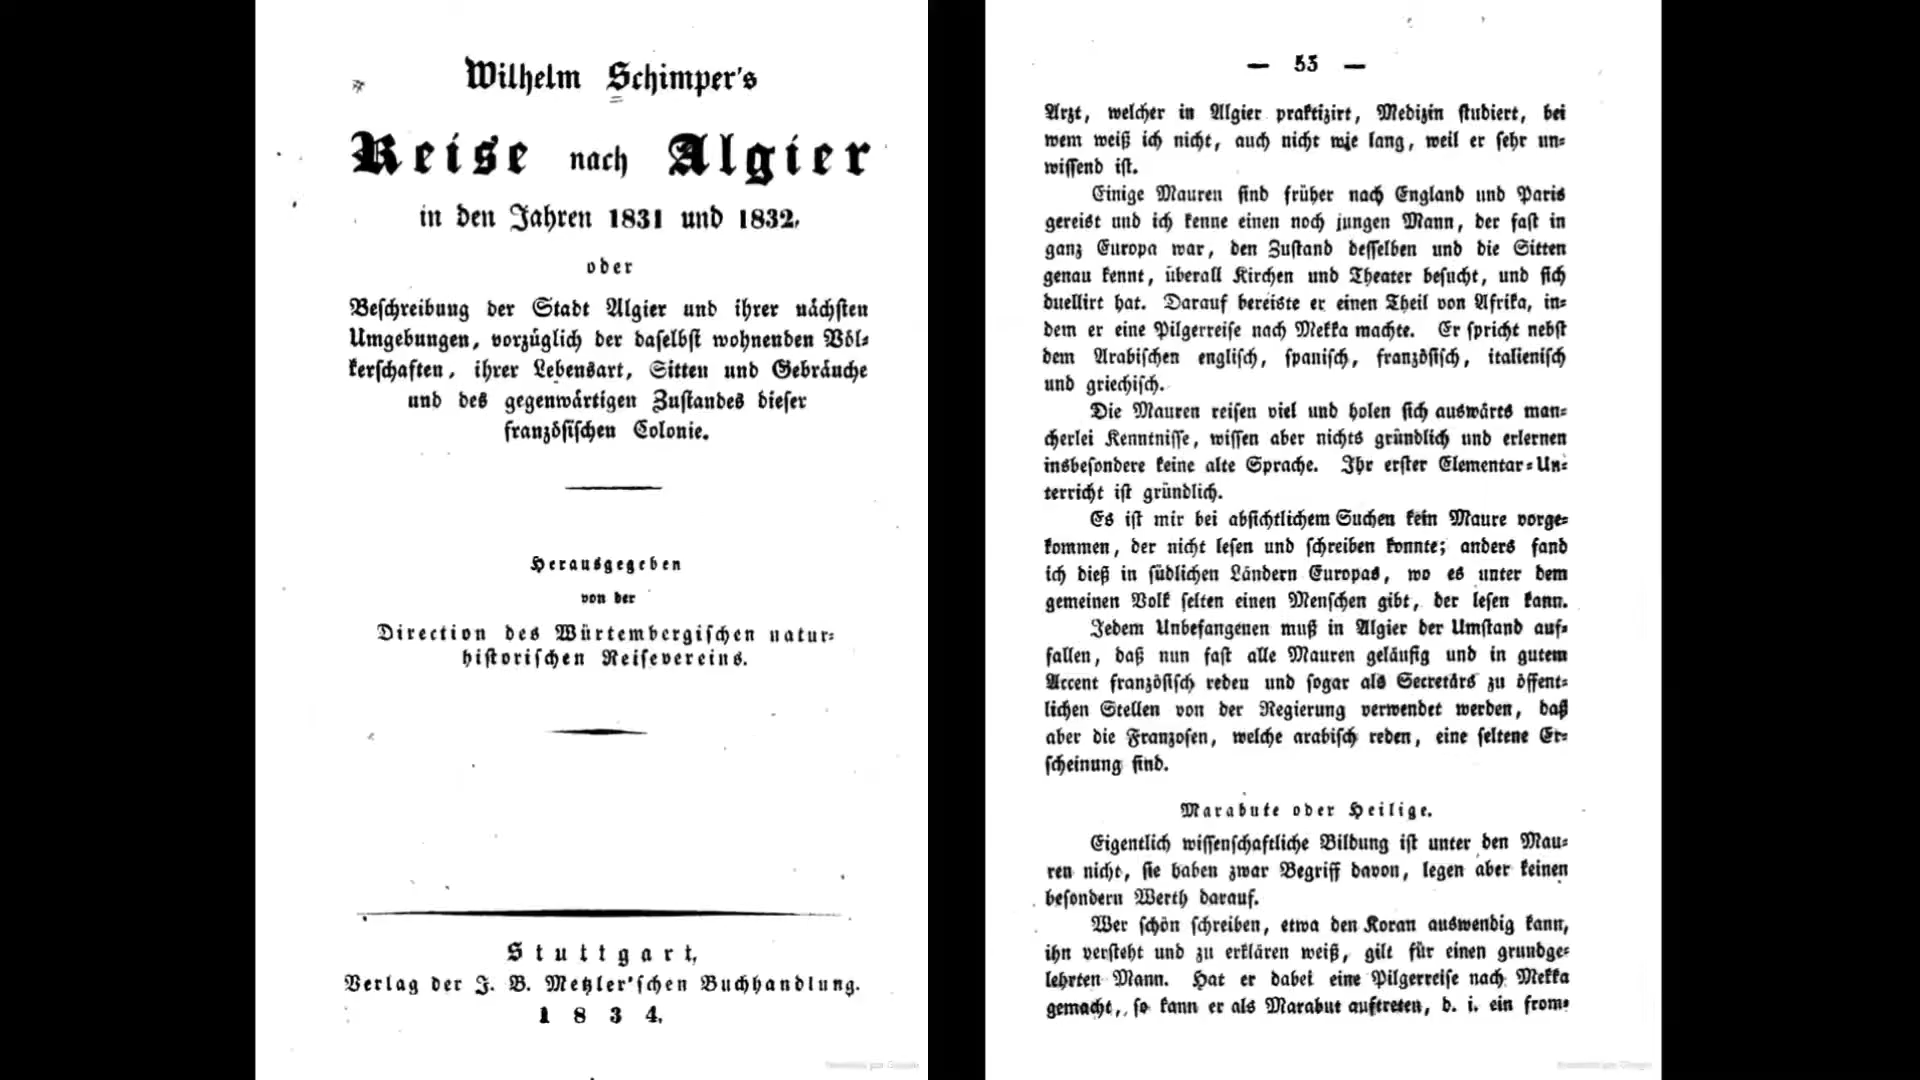 Wilhelm Schimper's
Reise nach Algier
in den Jahren 1831 und 1832,
oder
Beschreibung der Stadt Algier und ihrer nächsten
Umgebungen, vorzüglich der daselbst wohnenden Völ⸗
kerschaften, ihrer Lebensart, Sitten und Gebräuche
und des gegenwärtigen Zustandes dieser
französischen Colonie.
Herausgegeben
von der
Direction des Würtembergischen natur⸗
historischen Reisevereins.
Stuttgart,
Verlag der J. B. Metzler'schen Buchhandlung.
1834.
— 53 —
Arzt, welcher in Algier praktizirt, Medizin studiert, bei
wem weiß ich nicht, auch nicht wie lang, weil er sehr un⸗
wissend ist.
Einige Mauren sind früher nach England und Paris
gereist und ich kenne einen noch jungen Mann, der fast in
ganz Europa war, den Zustand desselben und die Sitten
genau kennt, überall Kirchen und Theater besucht, und sich
duellirt hat. Darauf bereiste er einen Theil von Afrika, in⸗
dem er eine Pilgerreise nach Mekka machte. Er spricht nebst
dem Arabischen englisch, spanisch, französisch, italienisch
und griechisch.
Die Mauren reisen viel und holen sich auswärts man⸗
cherlei Kenntnisse, wissen aber nichts gründlich und erlernen
insbesondere keine alte Sprache. Ihr erster Elementar⸗Un⸗
terricht ist gründlich.
Es ist mir bei absichtlichem Suchen kein Maure vorge⸗
kommen, der nicht lesen und schreiben konnte; anders fand
ich dieß in südlichen Ländern Europas, wo es unter dem
gemeinen Volk selten einen Menschen gibt, der lesen kann.
Jedem Unbefangenen muß in Algier der Umstand auf⸗
fallen, daß nun fast alle Mauren geläufig und in gutem
Accent französisch reden und sogar als Secretärs zu öffent⸗
lichen Stellen von der Regierung verwendet werden, daß
aber die Franzosen, welche arabisch reden, eine seltene Er⸗
scheinung sind.
Marabute oder Heilige.
Eigentlich wissenschaftliche Bildung ist unter den Mau⸗
ren nicht, sie haben zwar Begriff davon, legen aber keinen
besondern Werth darauf.
Wer schön schreiben, etwa den Koran auswendig kann,
ihn versteht und zu erklären weiß, gilt für einen grundge⸗
lehrten Mann. Hat er dabei eine Pilgerreise nach Mekka
gemacht, so kann er als Marabut auftreten, d. i. ein from⸗